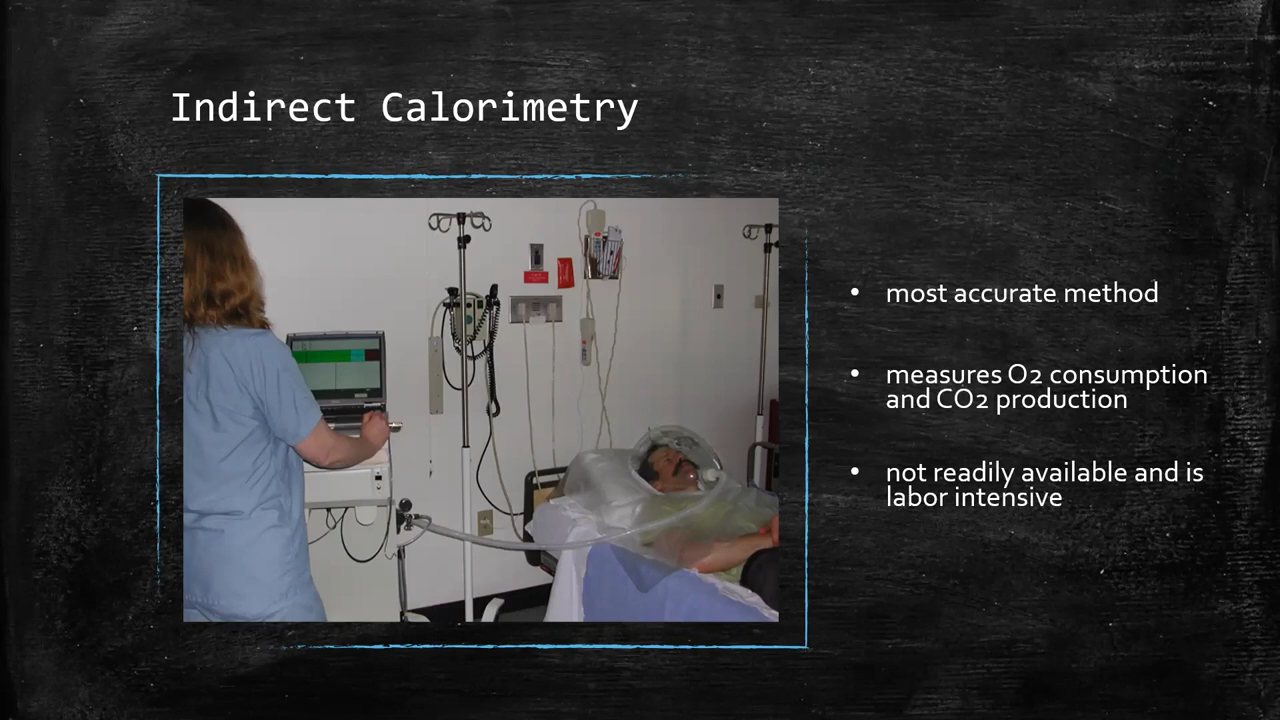 Indirect Calorimetry
• most accurate method
• measures O2 consumption
and CO2 production
• not readily available and is
labor intensive